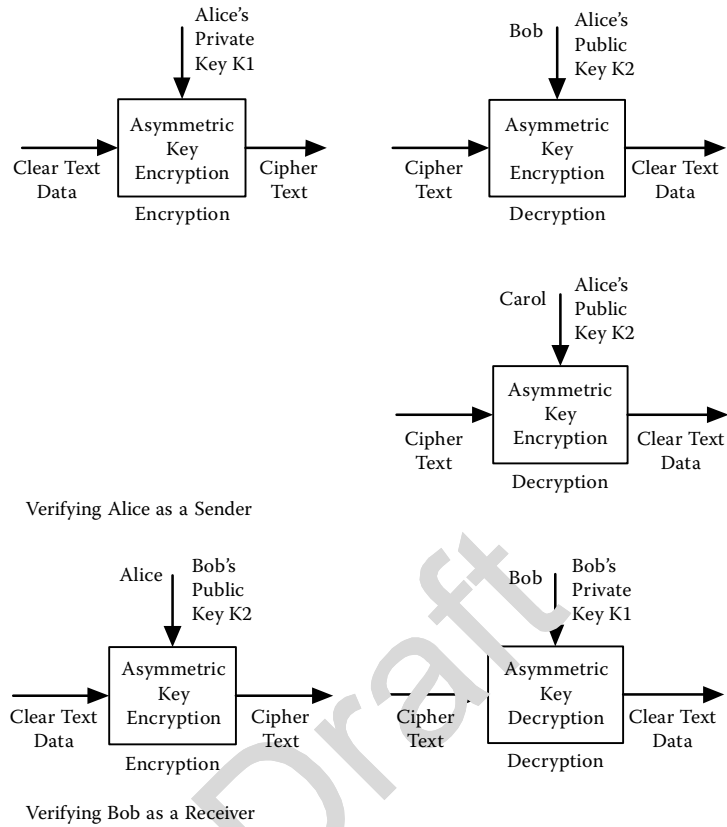 Alice's
Private
Key K1
Asymmetric
Key
Encryption
Clear Text
Data
Cipher
Text
Encryption
Bob
Alice's
Public
Key K2
Asymmetric
Key
Encryption
Cipher
Text
Clear Text
Data
Decryption
Carol
Alice's
Public
Key K2
Asymmetric
Key
Encryption
Cipher
Text
Clear Text
Data
Decryption
Verifying Alice as a Sender
Alice
Bob's
Public
Key K2
Asymmetric
Key
Encryption
Clear Text
Data
Cipher
Text
Encryption
Bob
Bob's
Private
Key K1
Asymmetric
Key
Decryption
Cipher
Text
Clear Text
Data
Decryption
Verifying Bob as a Receiver
Draft